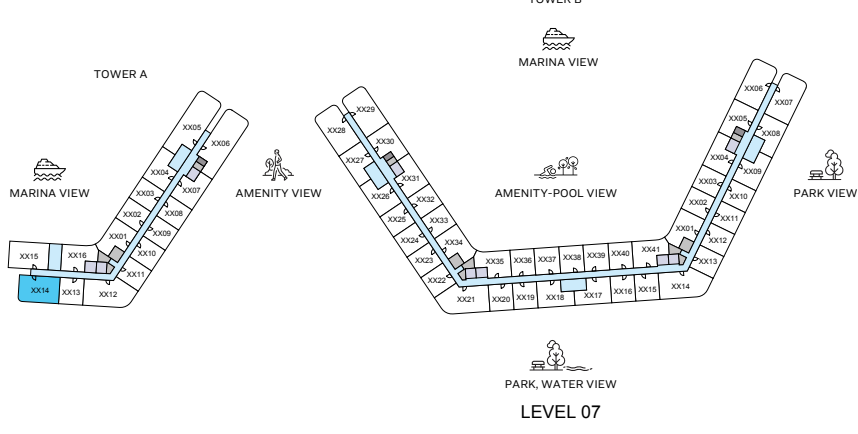 TOWER B
MARINA VIEW
TOWER A
MARINA VIEW
AMENITY VIEW
AMENITY-POOL VIEW
PARK VIEW
XX05
XX06
XX04
XX07
XX03
XX08
XX02
XX09
XX01
XX10
XX15
XX16
XX11
XX14
XX13
XX12
XX29
XX28
XX30
XX27
XX31
XX26
XX32
XX25
XX33
XX24
XX34
XX23
XX22
XX35
XX36
XX37
XX38
XX39
XX40
XX41
XX21
XX20
XX19
XX18
XX17
XX16
XX15
XX14
XX06
XX07
XX05
XX08
XX04
XX09
XX03
XX10
XX02
XX11
XX01
XX12
XX13
PARK, WATER VIEW
LEVEL 07